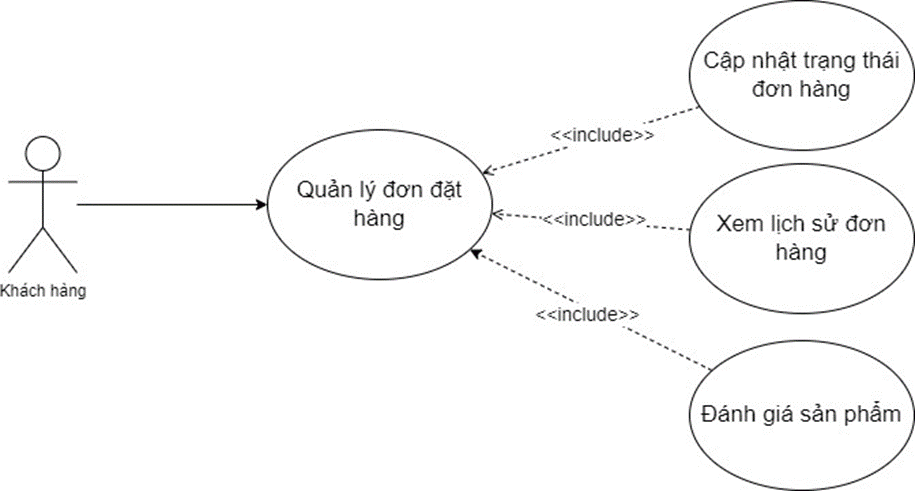 Cập nhật trạng thái
đơn hàng
<<include>>
Quản lý đơn đặt
hàng
<<include>>
Xem lịch sử đơn
hàng
Khách hàng
<<include>>
Đánh giá sản phẩm